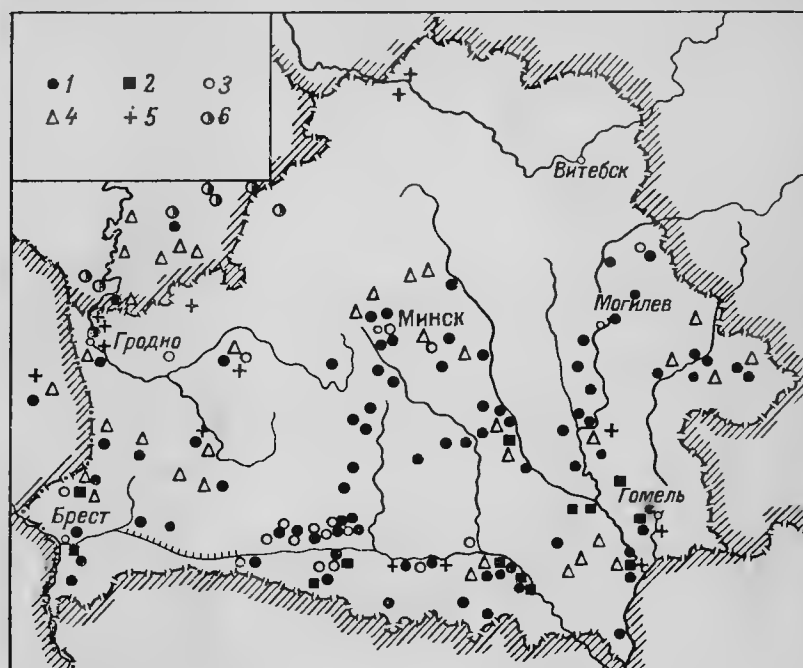 1 2 3
4 5 6
Витебск
Могилев
Минск
Гродно
Гомель
Брест